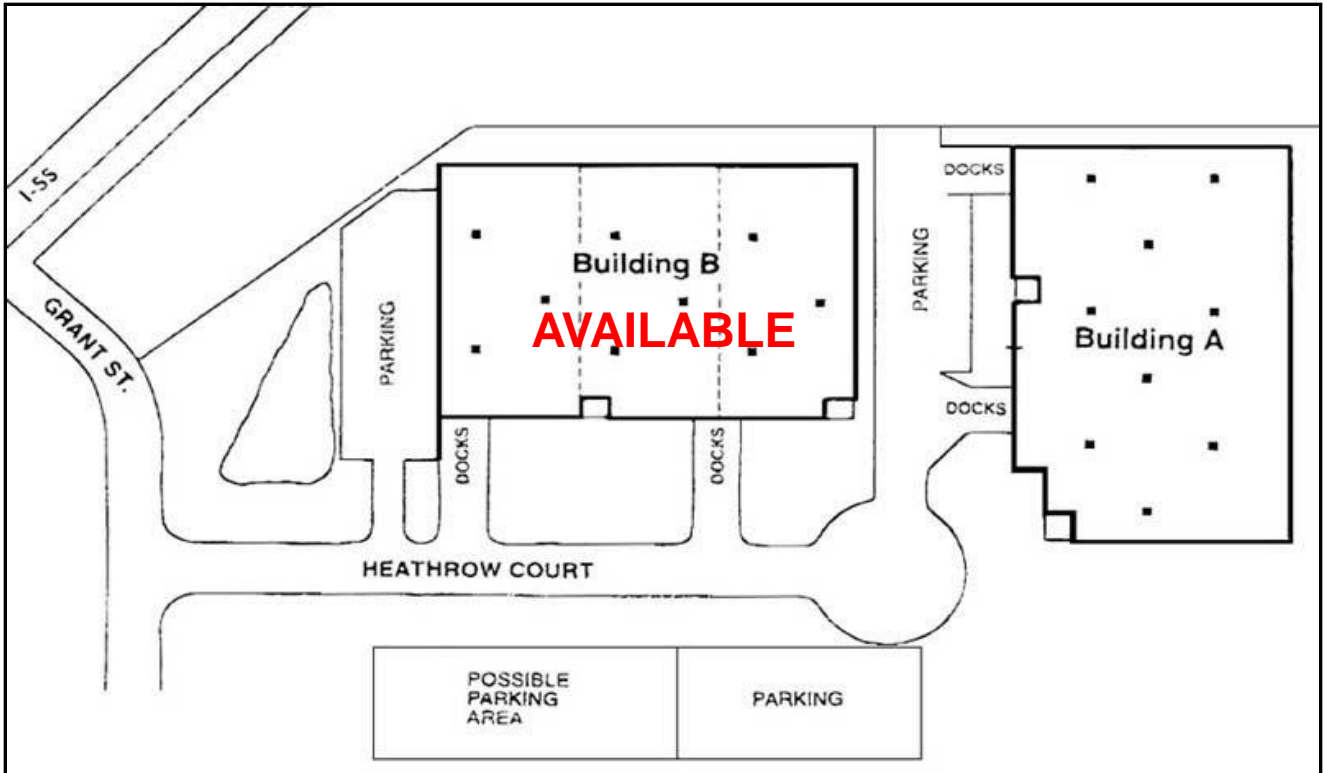 I-55
GRANT ST.
PARKING
Building B
AVAILABLE
DOCKS
DOCKS
PARKING
DOCKS
DOCKS
Building A
HEATHROW COURT
POSSIBLE
PARKING
AREA
PARKING